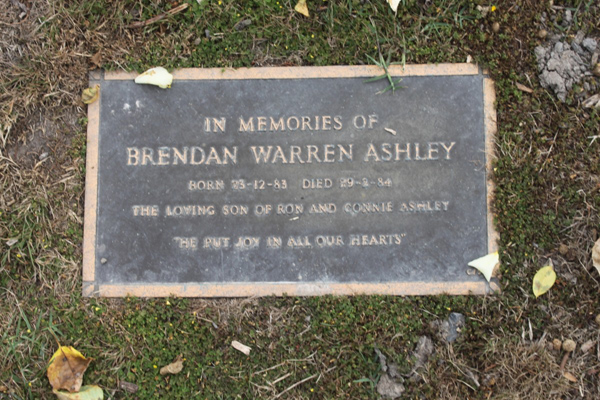 IN MEMORIES OF
BRENDAN WARREN ASHLEY
BORN 23-12-83 DIED 29-2-84
THE LOVING SON OF RON AND CONNIE ASHLEY
"HE PUT JOY IN ALL OUR HEARTS"